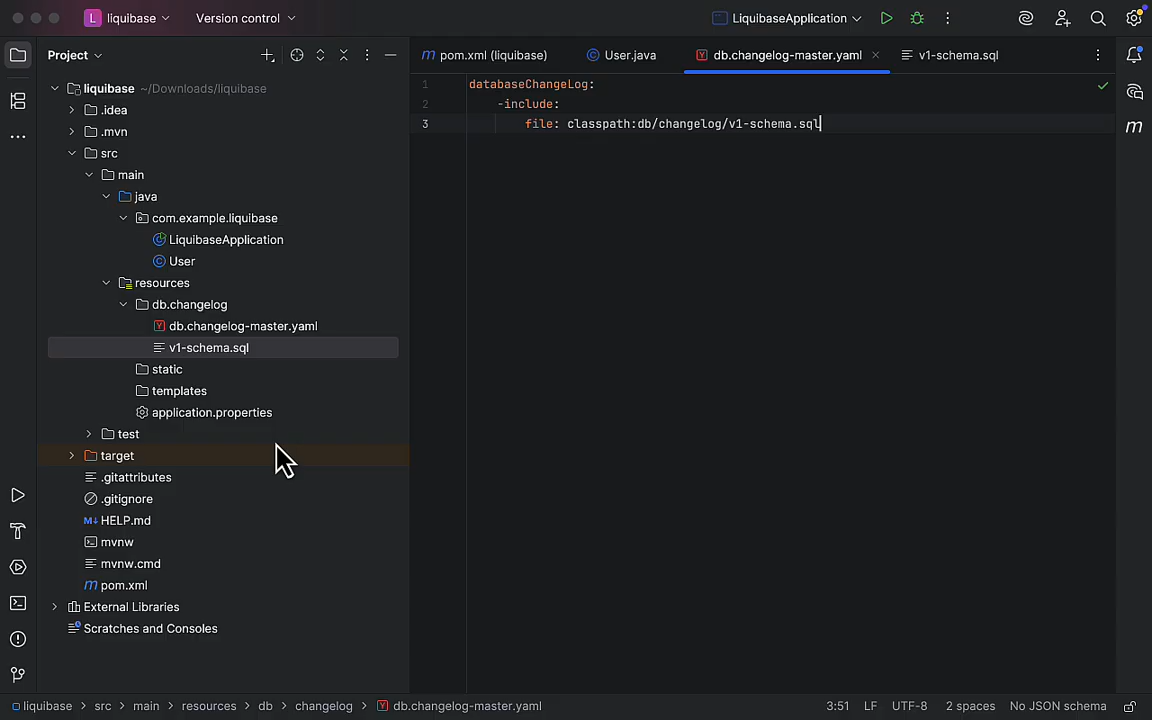 L liquibase Version control LiquibaseApplication
Project
m pom.xml (liquibase) User.java db.changelog-master.yaml v1-schema.sql
liquibase ~/Downloads/liquibase
.idea
.mvn
src
main
java
com.example.liquibase
LiquibaseApplication
User
resources
db.changelog
db.changelog-master.yaml
v1-schema.sql
static
templates
application.properties
test
target
.gitattributes
.gitignore
M↓ HELP.md
mvnw
mvnw.cmd
m pom.xml
External Libraries
Scratches and Consoles
1 databaseChangeLog:
2 -include:
3 file: classpath:db/changelog/v1-schema.sql
m
liquibase > src > main > resources > db > changelog > db.changelog-master.yaml 3:51 LF UTF-8 2 spaces No JSON schema